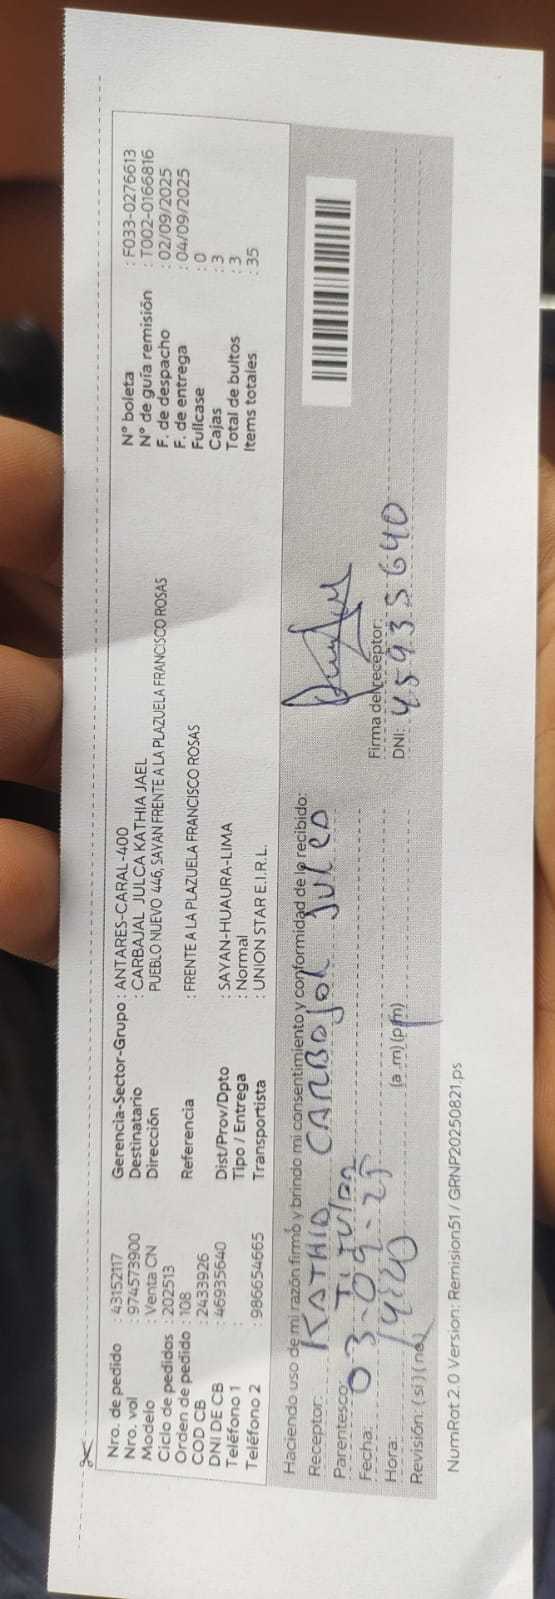 Nro. de pedido : 43152117
Nro. vol : 974573900
Modelo : Venta CN
Ciclo de pedidos : 202513
Orden de pedido : 108
COD CB : 2433926
DNI DE CB : 46935640
Teléfono 1 :
Teléfono 2 : 986654665
Gerencia-Sector-Grupo : ANTARES-CARAL-400
Destinatario : CARBAJAL JULCA KATHIA JAEL
Dirección PUEBLO NUEVO 446, SAYAN FRENTE A LA PLAZUELA FRANCISCO ROSAS
Referencia : FRENTE A LA PLAZUELA FRANCISCO ROSAS
Dist/Prov/Dpto : SAYAN-HUAURA-LIMA
Tipo / Entrega : Normal
Transportista : UNION STAR E.I.R.L.
N° boleta : F033-0276613
N° de guía remisión : T002-0166816
F. de despacho : 02/09/2025
F. de entrega : 04/09/2025
Fullcase : 0
Cajas : 3
Total de bultos : 3
Items totales : 35
Haciendo uso de mi razón firmo y brindo mi consentimiento y conformidad de lo recibido:
Receptor: KATHIA CARBAJAL JULCA
Parentesco: TITULAR
Fecha: 03-09-25
Hora: (a.m) (p.m)
Revisión: ( si ) ( no )
Firma del receptor:
DNI: 45935640
NumRot 2.0 Version: Remision51 / GRNP20250821.ps